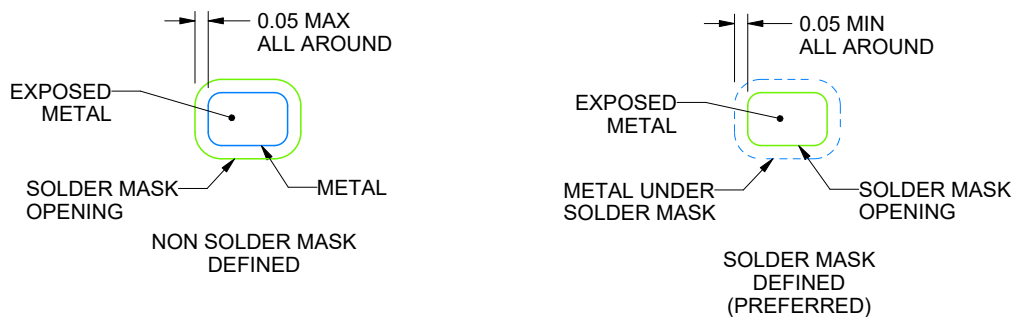 0.05 MAX
ALL AROUND
EXPOSED
METAL
SOLDER MASK
OPENING
METAL
NON SOLDER MASK
DEFINED
0.05 MIN
ALL AROUND
EXPOSED
METAL
METAL UNDER
SOLDER MASK
SOLDER MASK
OPENING
SOLDER MASK
DEFINED
(PREFERRED)